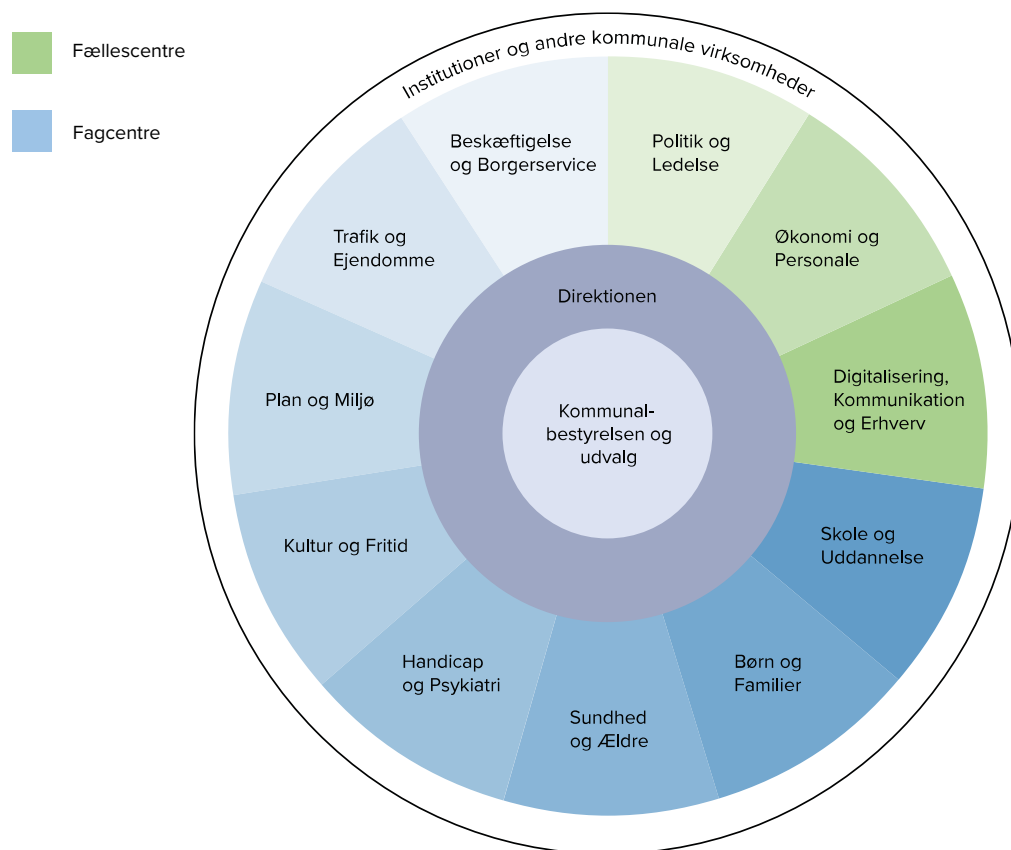 Fællescentre
Fagcentre
Institutioner og andre kommunale virksomheder
Beskæftigelse
og Borgerservice
Politik og
Ledelse
Trafik og
Ejendomme
Økonomi og
Personale
Direktionen
Plan og Miljø
Digitalisering,
Kommunikation
og Erhverv
Kommunal-
bestyrelsen og
udvalg
Kultur og Fritid
Skole og
Uddannelse
Handicap
og Psykiatri
Børn og
Familier
Sundhed
og Ældre